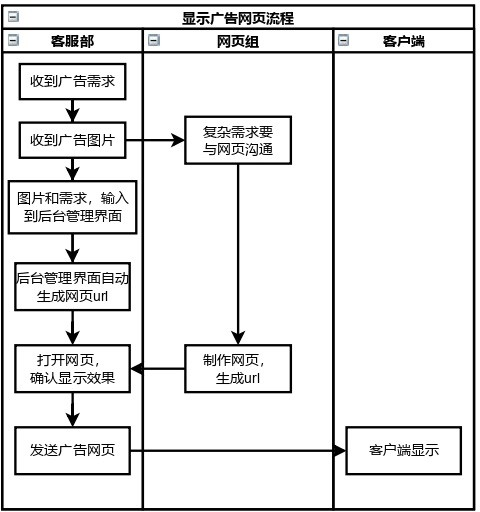 显示广告网页流程
客服部
网页组
客户端
收到广告需求
收到广告图片
复杂需求要
与网页沟通
图片和需求，输入
到后台管理界面
后台管理界面自动
生成网页url
打开网页，
确认显示效果
制作网页，
生成url
发送广告网页
客户端显示